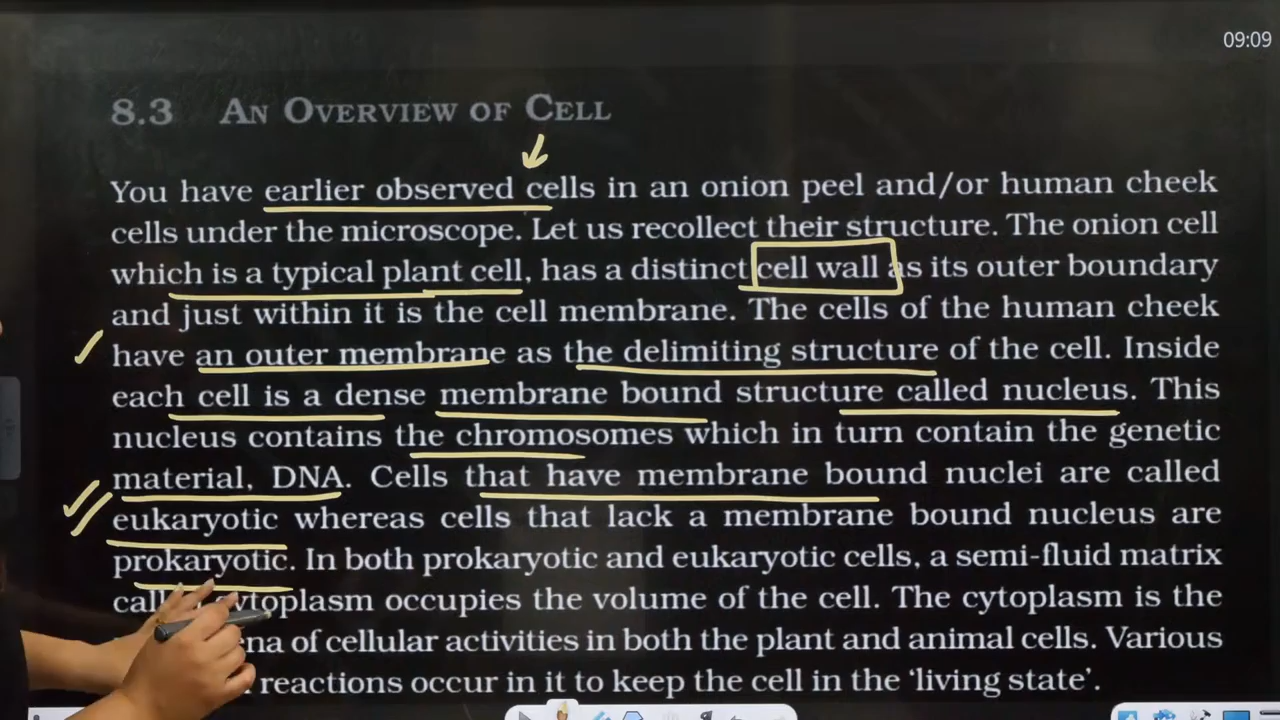 09:09
8.3 AN OVERVIEW OF CELL
You have earlier observed cells in an onion peel and/or human cheek
cells under the microscope. Let us recollect their structure. The onion cell
which is a typical plant cell, has a distinct cell wall as its outer boundary
and just within it is the cell membrane. The cells of the human cheek
have an outer membrane as the delimiting structure of the cell. Inside
each cell is a dense membrane bound structure called nucleus. This
nucleus contains the chromosomes which in turn contain the genetic
material, DNA. Cells that have membrane bound nuclei are called
eukaryotic whereas cells that lack a membrane bound nucleus are
prokaryotic. In both prokaryotic and eukaryotic cells, a semi-fluid matrix
occupies the volume of the cell. The cytoplasm is the
of cellular activities in both the plant and animal cells. Various
reactions occur in it to keep the cell in the ‘living state’.